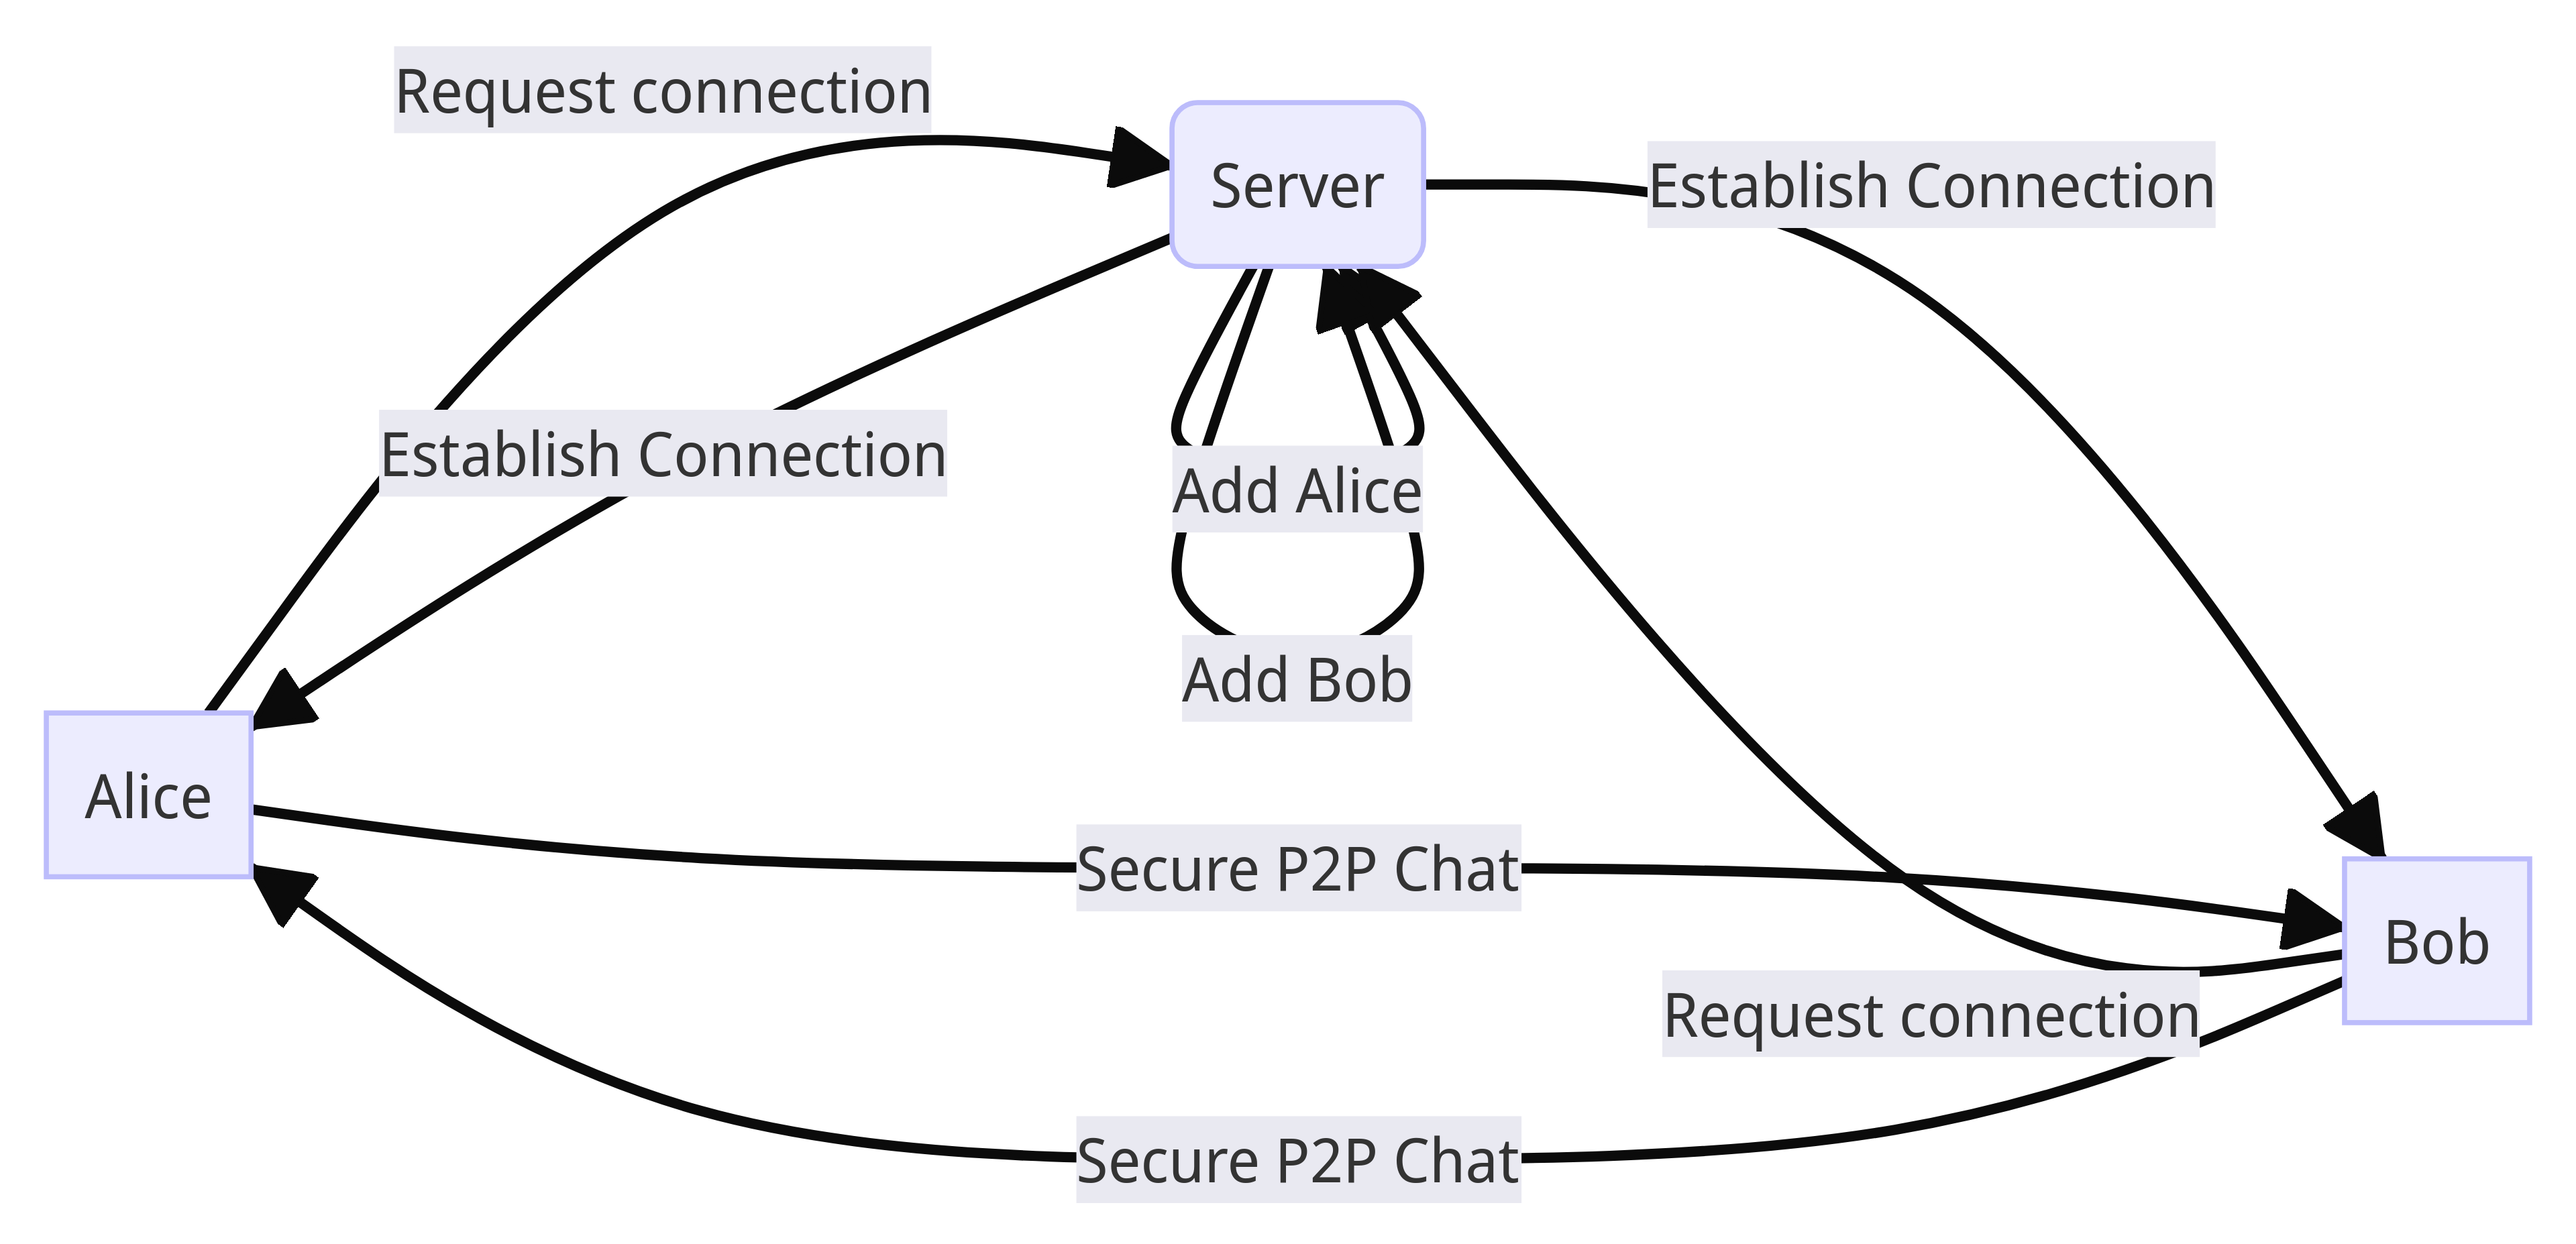 Request connection
Server
Establish Connection
Establish Connection
Add Alice
Add Bob
Alice
Secure P2P Chat
Bob
Request connection
Secure P2P Chat